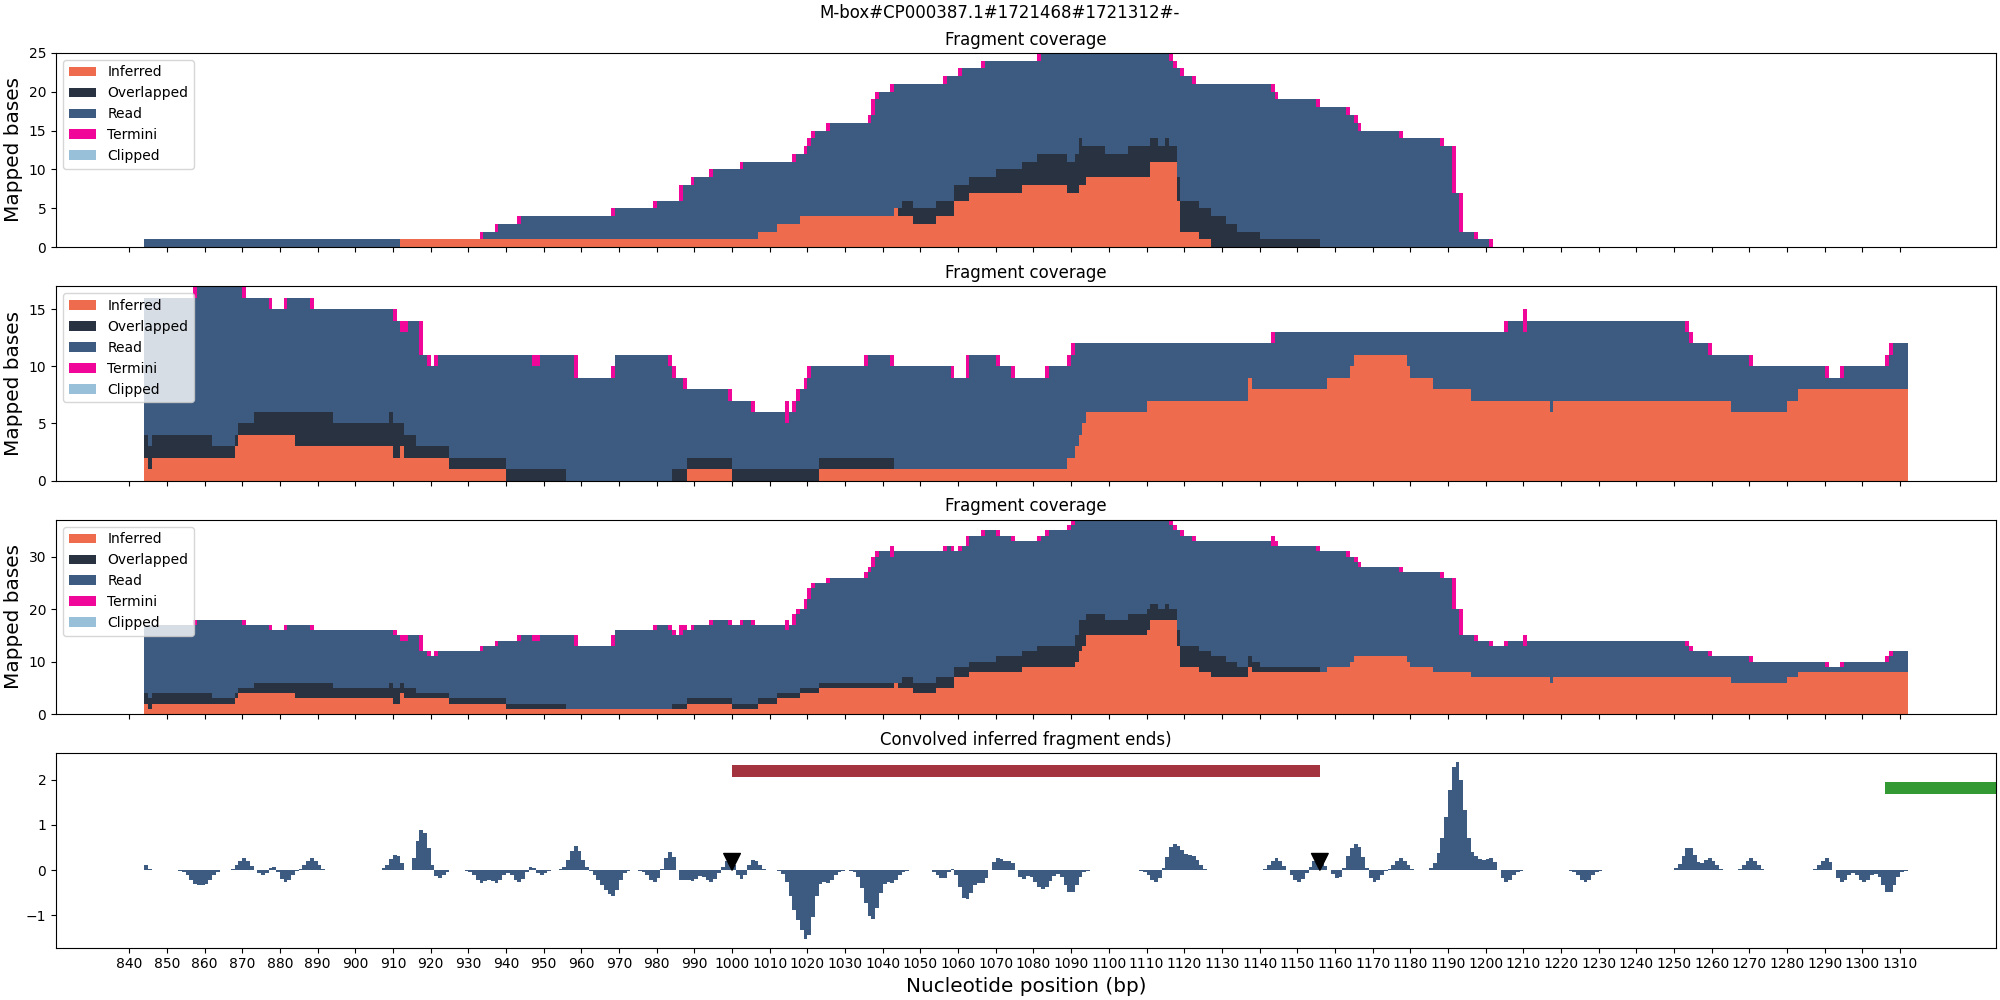 M-box#CP000387.1#1721468#1721312#-
Fragment coverage
Mapped bases
25
20
15
10
5
0
Inferred
Overlapped
Read
Termini
Clipped
Fragment coverage
Mapped bases
15
10
5
0
Inferred
Overlapped
Read
Termini
Clipped
Fragment coverage
Mapped bases
30
20
10
0
Inferred
Overlapped
Read
Termini
Clipped
Convolved inferred fragment ends)
2
1
0
−1
840 850 860 870 880 890 900 910 920 930 940 950 960 970 980 990 1000 1010 1020 1030 1040 1050 1060 1070 1080 1090 1100 1110 1120 1130 1140 1150 1160 1170 1180 1190 1200 1210 1220 1230 1240 1250 1260 1270 1280 1290 1300 1310
Nucleotide position (bp)